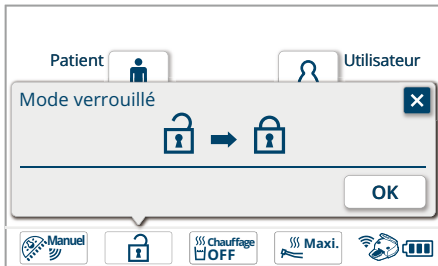 Patient
Utilisateur
Mode verrouillé
OK
Manuel
Chauffage
OFF
Maxi.